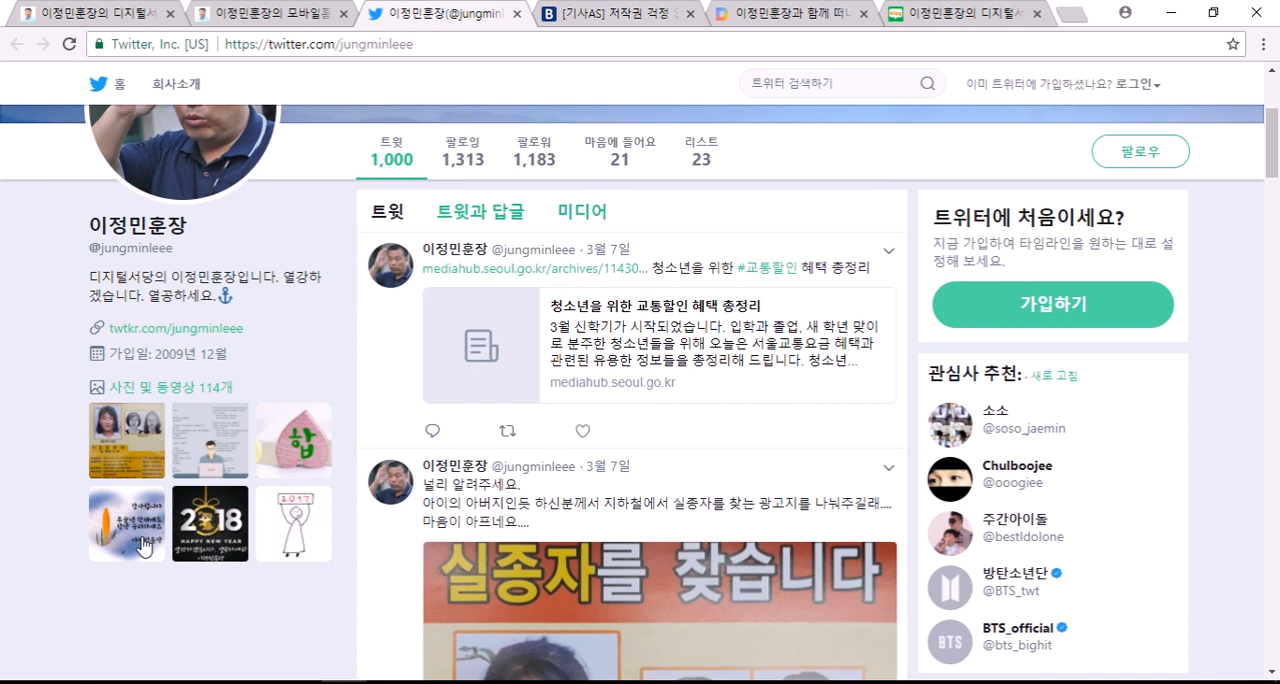 이정민훈장의 디지털서
이정민훈장의 모바일홈
이정민훈장(@jungminl
[기사AS] 저작권 걱정
이정민훈장과 함께 떠나
이정민훈장의 디지털서
Twitter, Inc. [US] https://twitter.com/jungminleee
홈 회사소개 트위터 검색하기 이미 트위터에 가입하셨나요? 로그인
트윗 팔로잉 팔로워 마음에 들어요 리스트
1,000 1,313 1,183 21 23
팔로우
이정민훈장
@jungminleee
디지털서당의 이정민훈장입니다. 열강하
겠습니다. 열공하세요.
twtkr.com/jungminleee
가입일: 2009년 12월
사진 및 동영상 114개
합
감사합니다
2018
HAPPY NEW YEAR
2017
트윗 트윗과 답글 미디어
이정민훈장 @jungminleee · 3월 7일
mediahub.seoul.go.kr/archives/11430... 청소년을 위한 #교통할인 혜택 총정리
청소년을 위한 교통할인 혜택 총정리
3월 신학기가 시작되었습니다. 입학과 졸업, 새 학년 맞이
로 분주한 청소년들을 위해 오늘은 서울교통요금 혜택과
관련된 유용한 정보들을 총정리해 드립니다. 청소년...
mediahub.seoul.go.kr
이정민훈장 @jungminleee · 3월 7일
널리 알려주세요.
아이의 아버지인듯 하신분께서 지하철에서 실종자를 찾는 광고지를 나눠주길래....
마음이 아프네요....
실종자를 찾습니다
트위터에 처음이세요?
지금 가입하여 타임라인을 원하는 대로 설
정해 보세요.
가입하기
관심사 추천: · 새로 고침
소소
@soso_jaemin
Chulboojee
@ooogiee
주간아이돌
@bestIdolone
방탄소년단
@BTS_twt
BTS
BTS_official
@bts_bighit